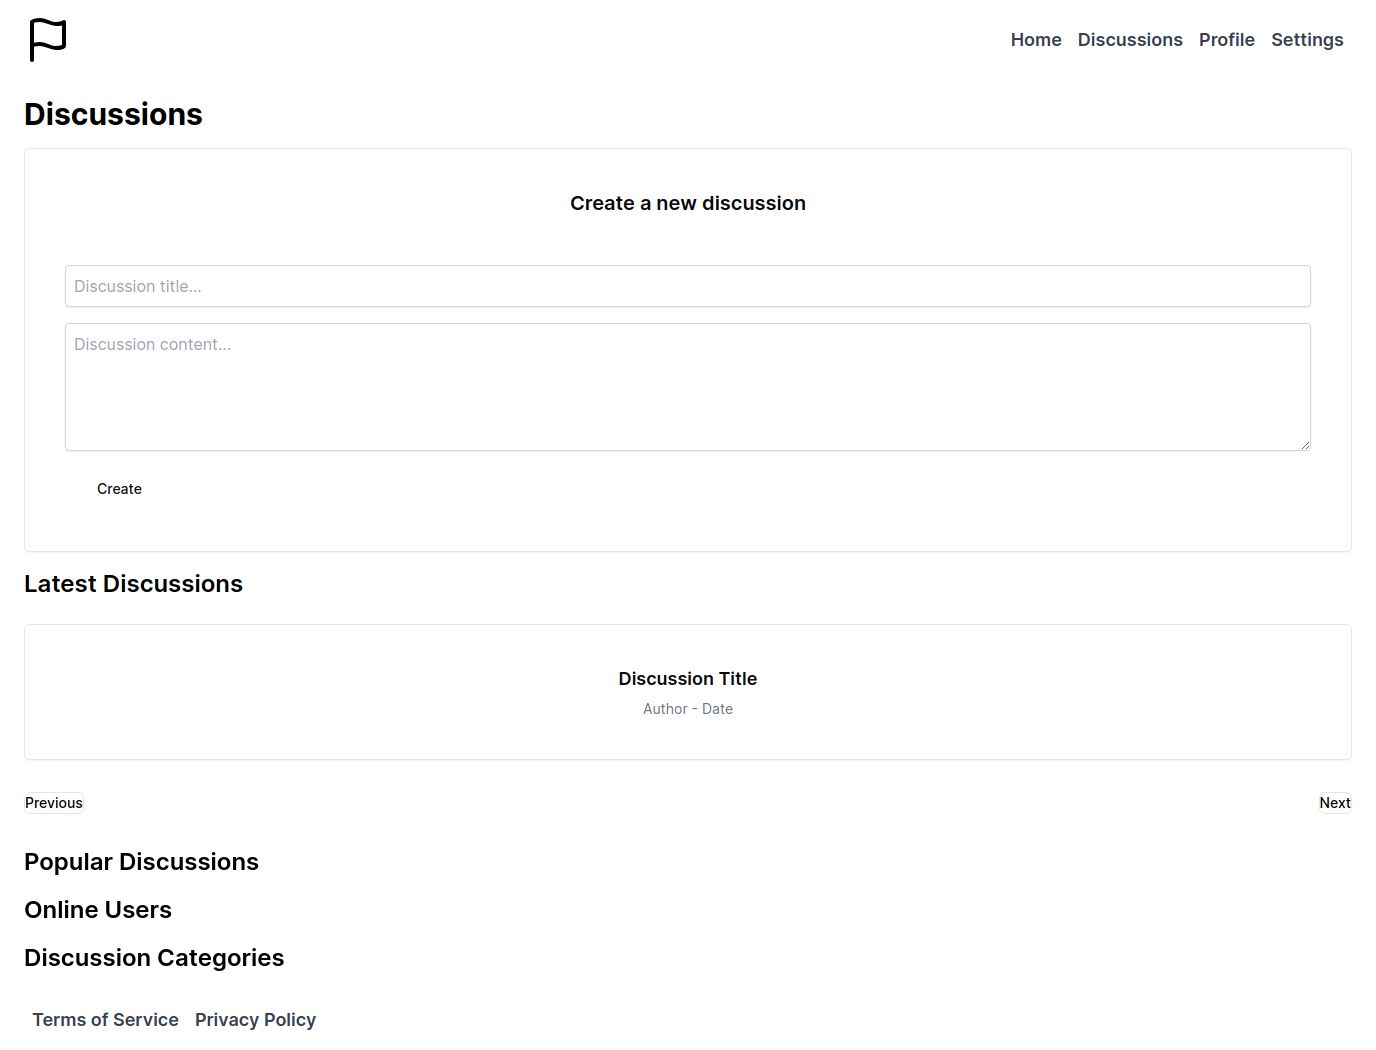 Home Discussions Profile Settings
Discussions
Create a new discussion
Discussion title...
Discussion content...
Create
Latest Discussions
Discussion Title
Author - Date
Previous Next
Popular Discussions
Online Users
Discussion Categories
Terms of Service Privacy Policy